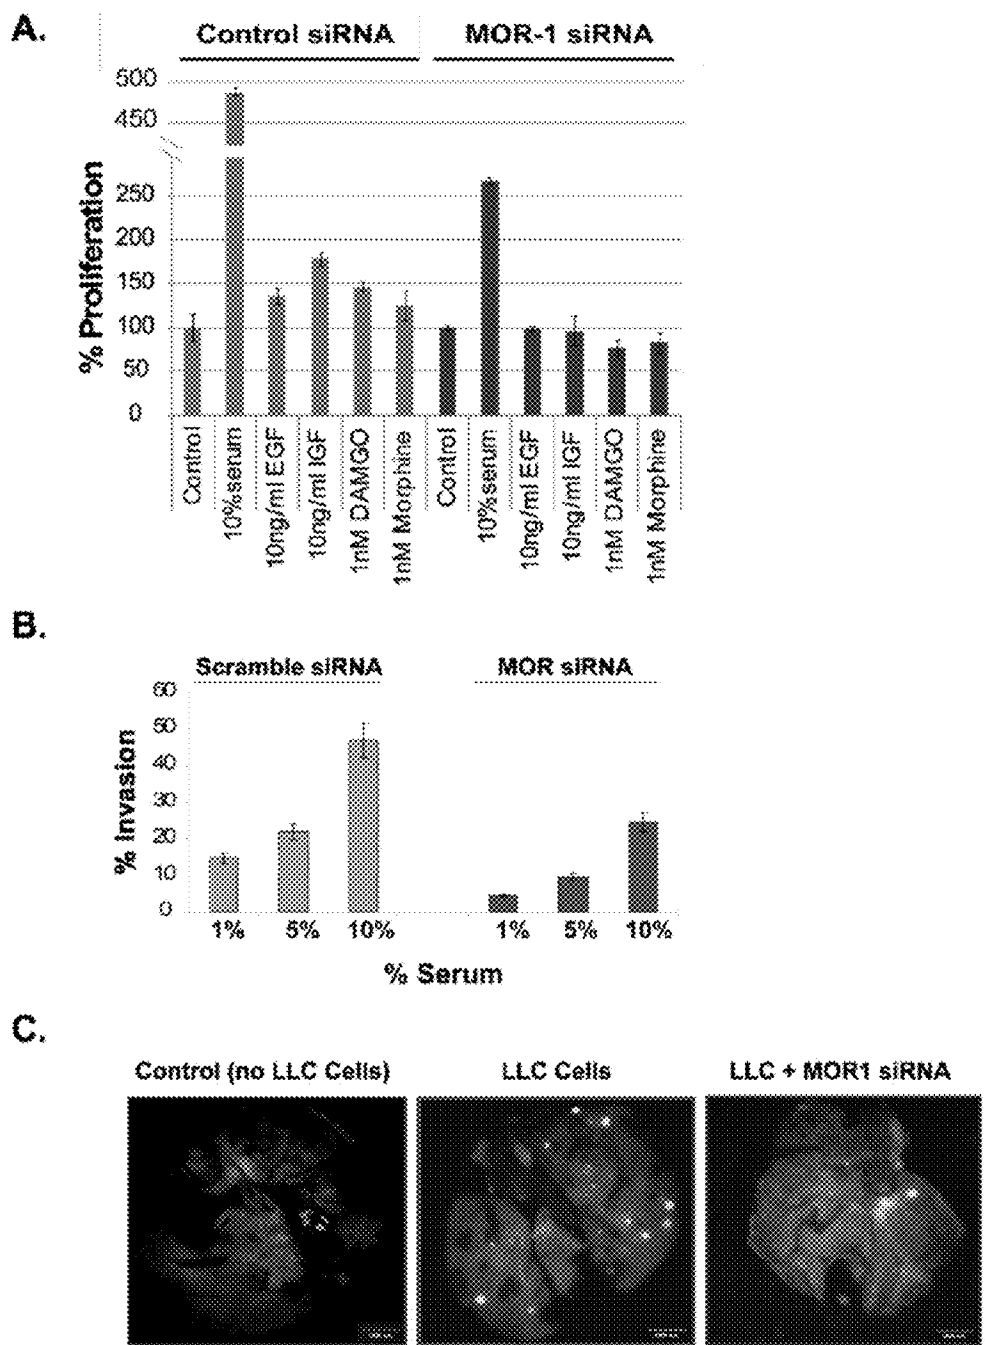 A.
Control siRNA
MOR-1 siRNA
% Proliferation
500
450
250
200
150
100
50
0
Control
10%serum
10ng/ml EGF
10ng/ml IGF
1nM DAMGO
1nM Morphine
Control
10%serum
10ng/ml EGF
10ng/ml IGF
1nM DAMGO
1nM Morphine
B.
Scramble siRNA
MOR siRNA
% Invasion
60
50
40
30
20
10
0
1%
5%
10%
1%
5%
10%
% Serum
C.
Control (no LLC Cells)
LLC Cells
LLC + MOR1 siRNA